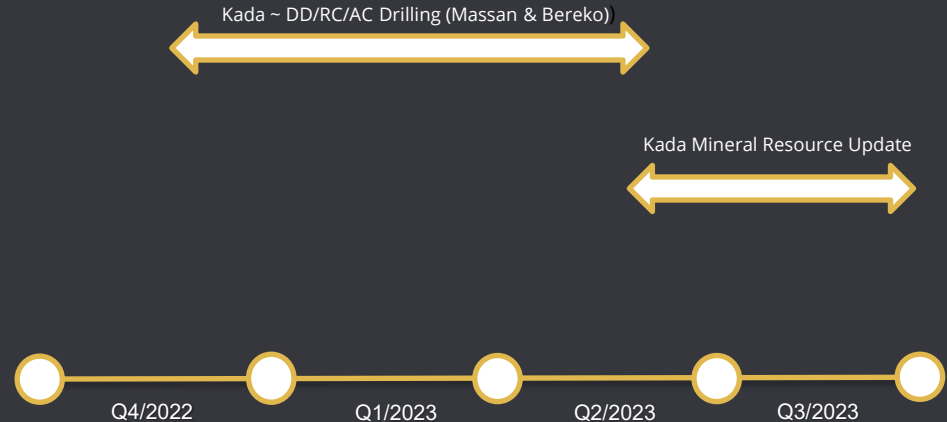 Kada ~ DD/RC/AC Drilling (Massan & Bereko))
Kada Mineral Resource Update
Q4/2022 Q1/2023 Q2/2023 Q3/2023